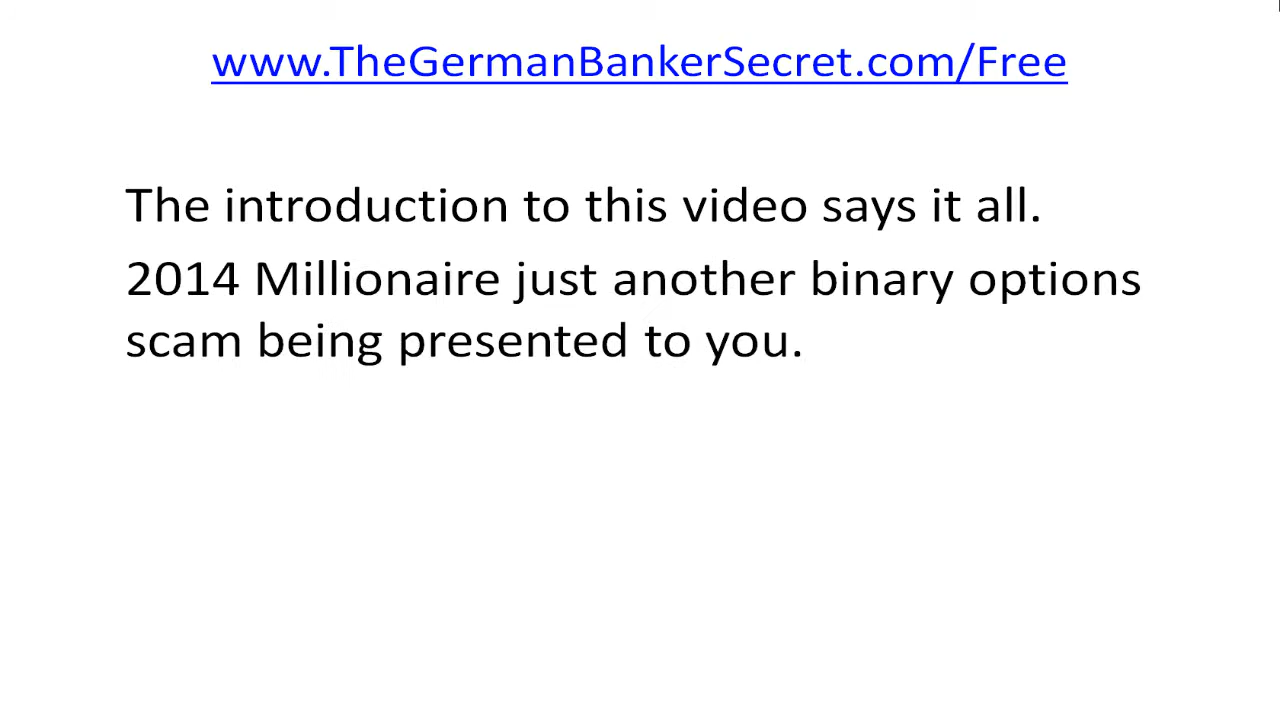 www.TheGermanBankerSecret.com/Free
The introduction to this video says it all.
2014 Millionaire just another binary options
scam being presented to you.